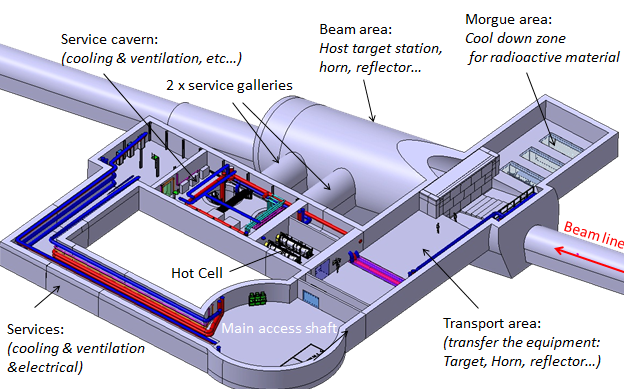 Service cavern:
(cooling & ventilation, etc…)
2 x service galleries
Beam area:
Host target station,
horn, reflector…
Morgue area:
Cool down zone
for radioactive material
Beam line
Hot Cell
Main access shaft
Services:
(cooling & ventilation
&electrical)
Transport area:
(transfer the equipment:
Target, Horn, reflector…)